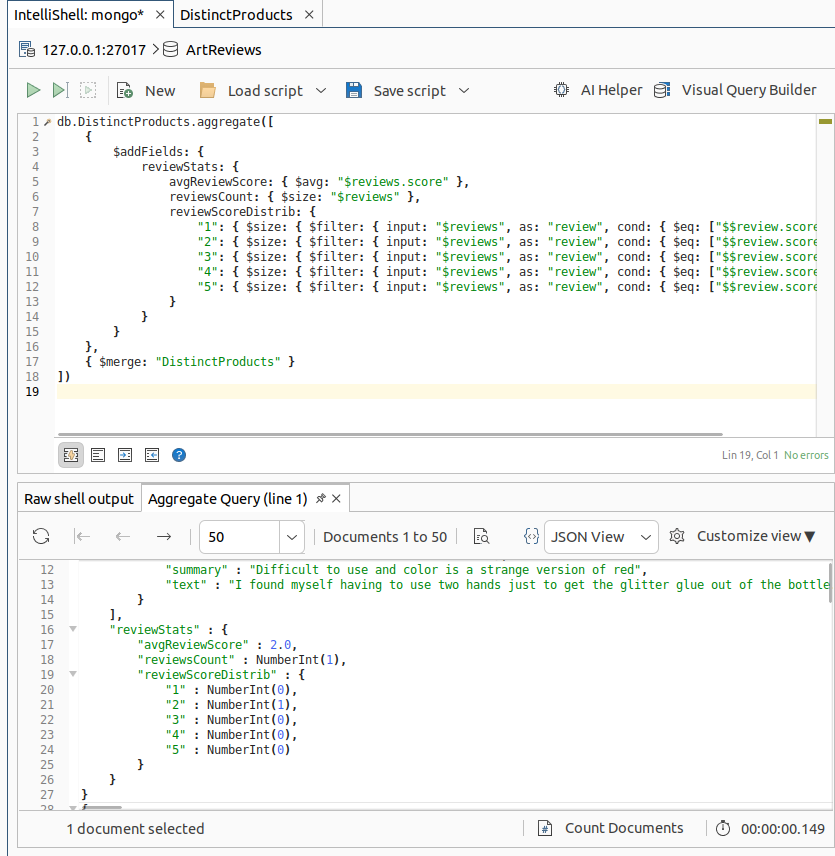 IntelliShell: mongo* × DistinctProducts ×
127.0.0.1:27017 > ArtReviews
New Load script Save script AI Helper Visual Query Builder
1 db.DistinctProducts.aggregate([
2 {
3 $addFields: {
4 reviewStats: {
5 avgReviewScore: { $avg: "$reviews.score" },
6 reviewsCount: { $size: "$reviews" },
7 reviewScoreDistrib: {
8 "1": { $size: { $filter: { input: "$reviews", as: "review", cond: { $eq: ["$$review.score
9 "2": { $size: { $filter: { input: "$reviews", as: "review", cond: { $eq: ["$$review.score
10 "3": { $size: { $filter: { input: "$reviews", as: "review", cond: { $eq: ["$$review.score
11 "4": { $size: { $filter: { input: "$reviews", as: "review", cond: { $eq: ["$$review.score
12 "5": { $size: { $filter: { input: "$reviews", as: "review", cond: { $eq: ["$$review.score
13 }
14 }
15 }
16 },
17 { $merge: "DistinctProducts" }
18 ])
19
Lin 19, Col 1 No errors
Raw shell output Aggregate Query (line 1) ×
50 Documents 1 to 50 JSON View Customize view ▼
12 "summary" : "Difficult to use and color is a strange version of red",
13 "text" : "I found myself having to use two hands just to get the glitter glue out of the bottle
14 }
15 ],
16 "reviewStats" : {
17 "avgReviewScore" : 2.0,
18 "reviewsCount" : NumberInt(1),
19 "reviewScoreDistrib" : {
20 "1" : NumberInt(0),
21 "2" : NumberInt(1),
22 "3" : NumberInt(0),
23 "4" : NumberInt(0),
24 "5" : NumberInt(0)
25 }
26 }
27 }
28 {
1 document selected Count Documents 00:00:00.149